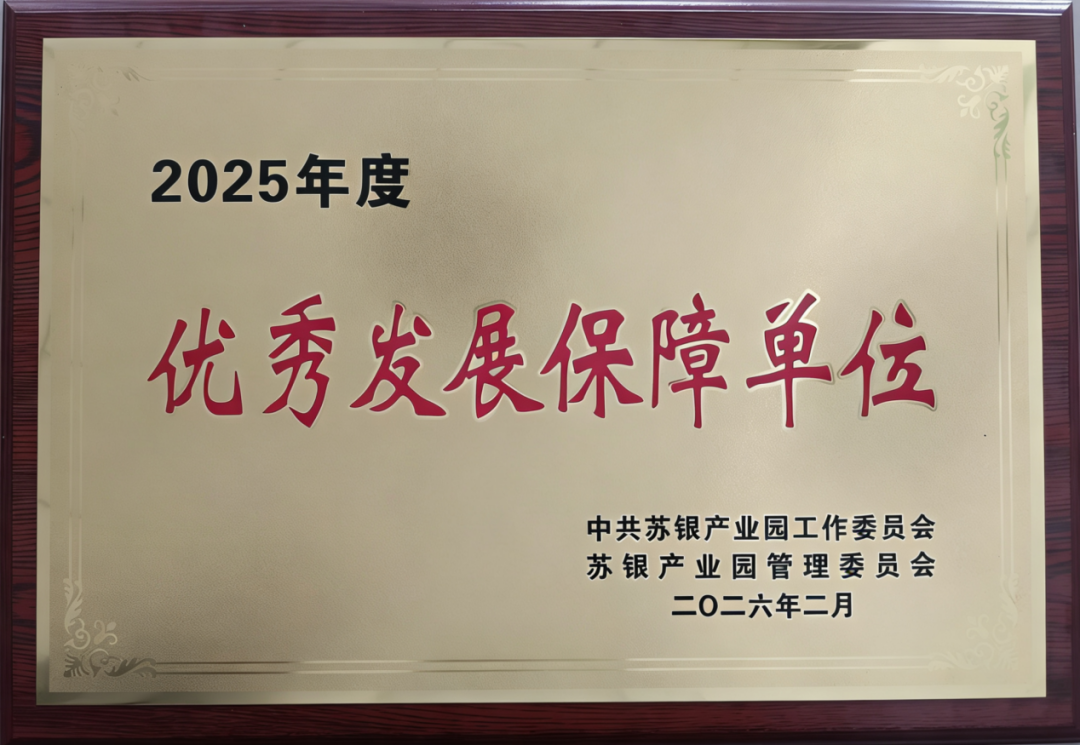 2025年度
优秀发展保障单位
中共苏银产业园工作委员会
苏银产业园管理委员会
二〇二六年二月